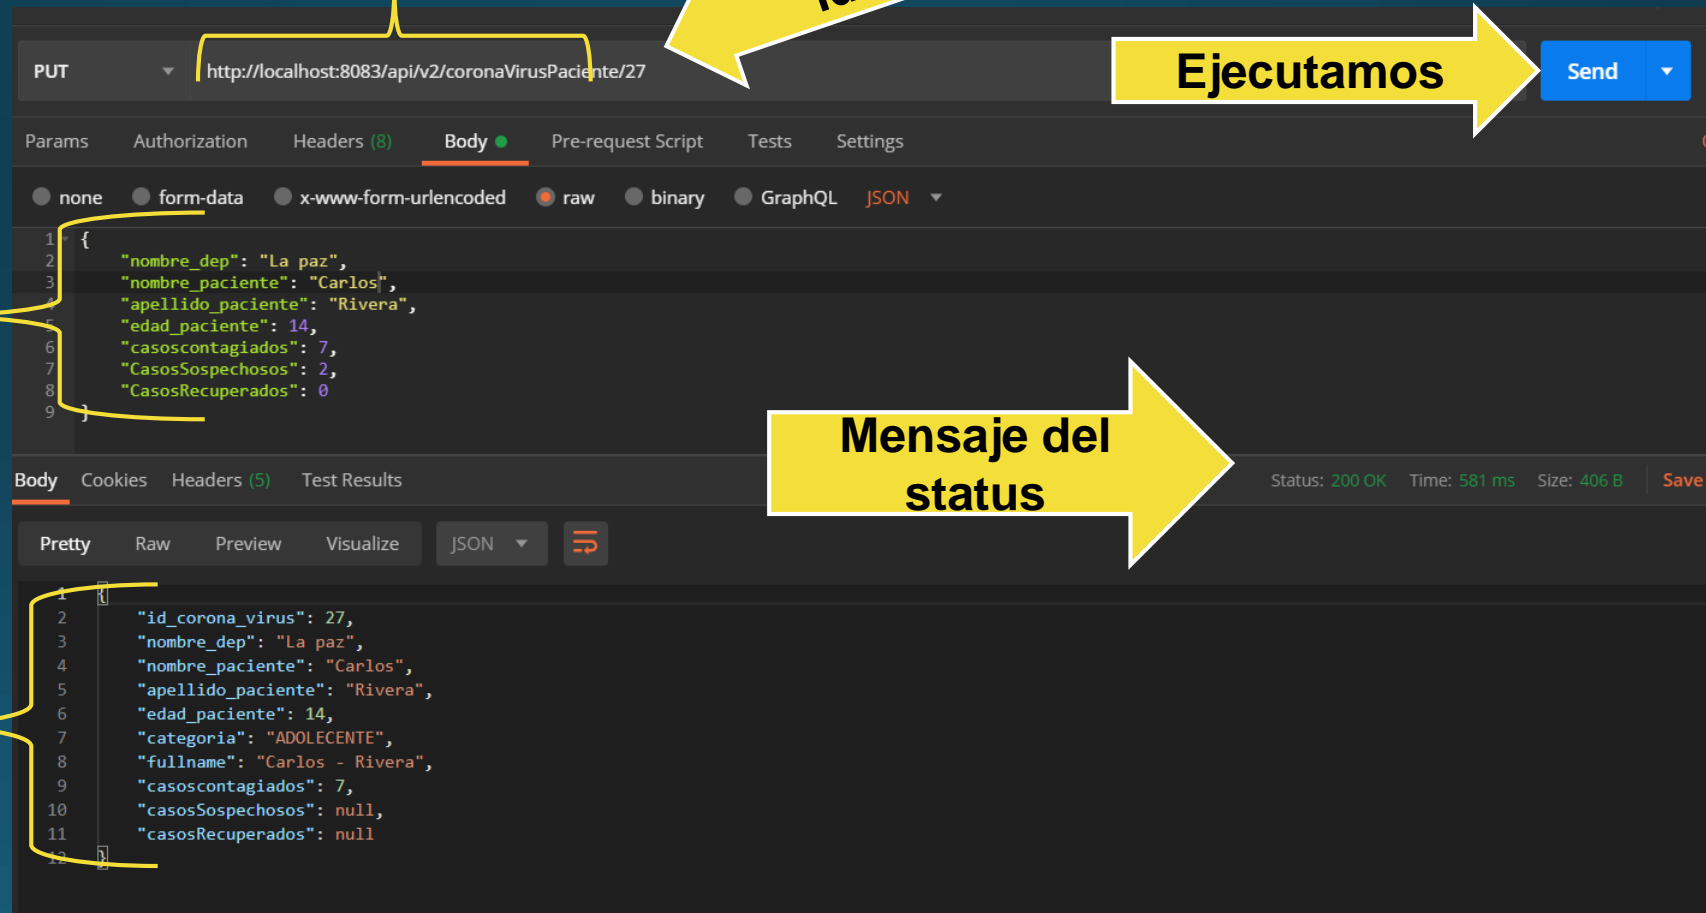 PUT
http://localhost:8083/api/v2/coronaVirusPaciente/27
Ejecutamos
Send
Params Authorization Headers (8) Body Pre-request Script Tests Settings
none form-data x-www-form-urlencoded raw binary GraphQL JSON
1 {
2 "nombre_dep": "La paz",
3 "nombre_paciente": "Carlos",
4 "apellido_paciente": "Rivera",
5 "edad_paciente": 14,
6 "casoscontagiados": 7,
7 "CasosSospechosos": 2,
8 "CasosRecuperados": 0
9 }
Mensaje del
status
Body Cookies Headers (5) Test Results Status: 200 OK Time: 581 ms Size: 406 B Save
Pretty Raw Preview Visualize JSON
1 {
2 "id_corona_virus": 27,
3 "nombre_dep": "La paz",
4 "nombre_paciente": "Carlos",
5 "apellido_paciente": "Rivera",
6 "edad_paciente": 14,
7 "categoria": "ADOLECENTE",
8 "fullname": "Carlos - Rivera",
9 "casoscontagiados": 7,
10 "casosSospechosos": null,
11 "casosRecuperados": null
12 }